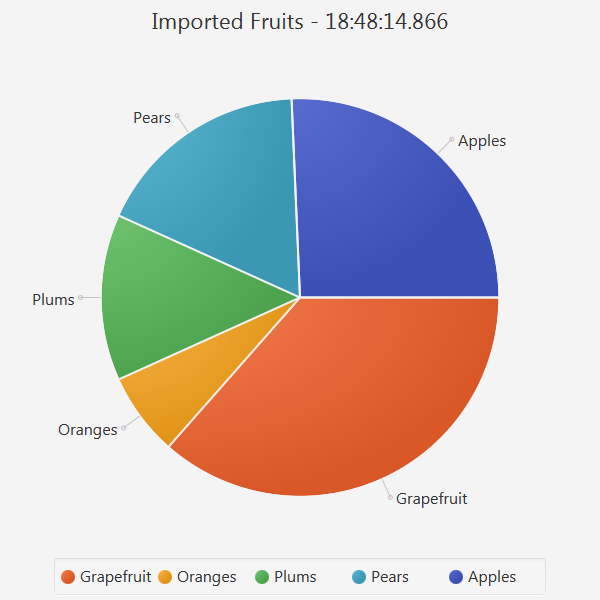 Imported Fruits - 18:48:14.866
Pears
Apples
Plums
Oranges
Grapefruit
Grapefruit Oranges Plums Pears Apples